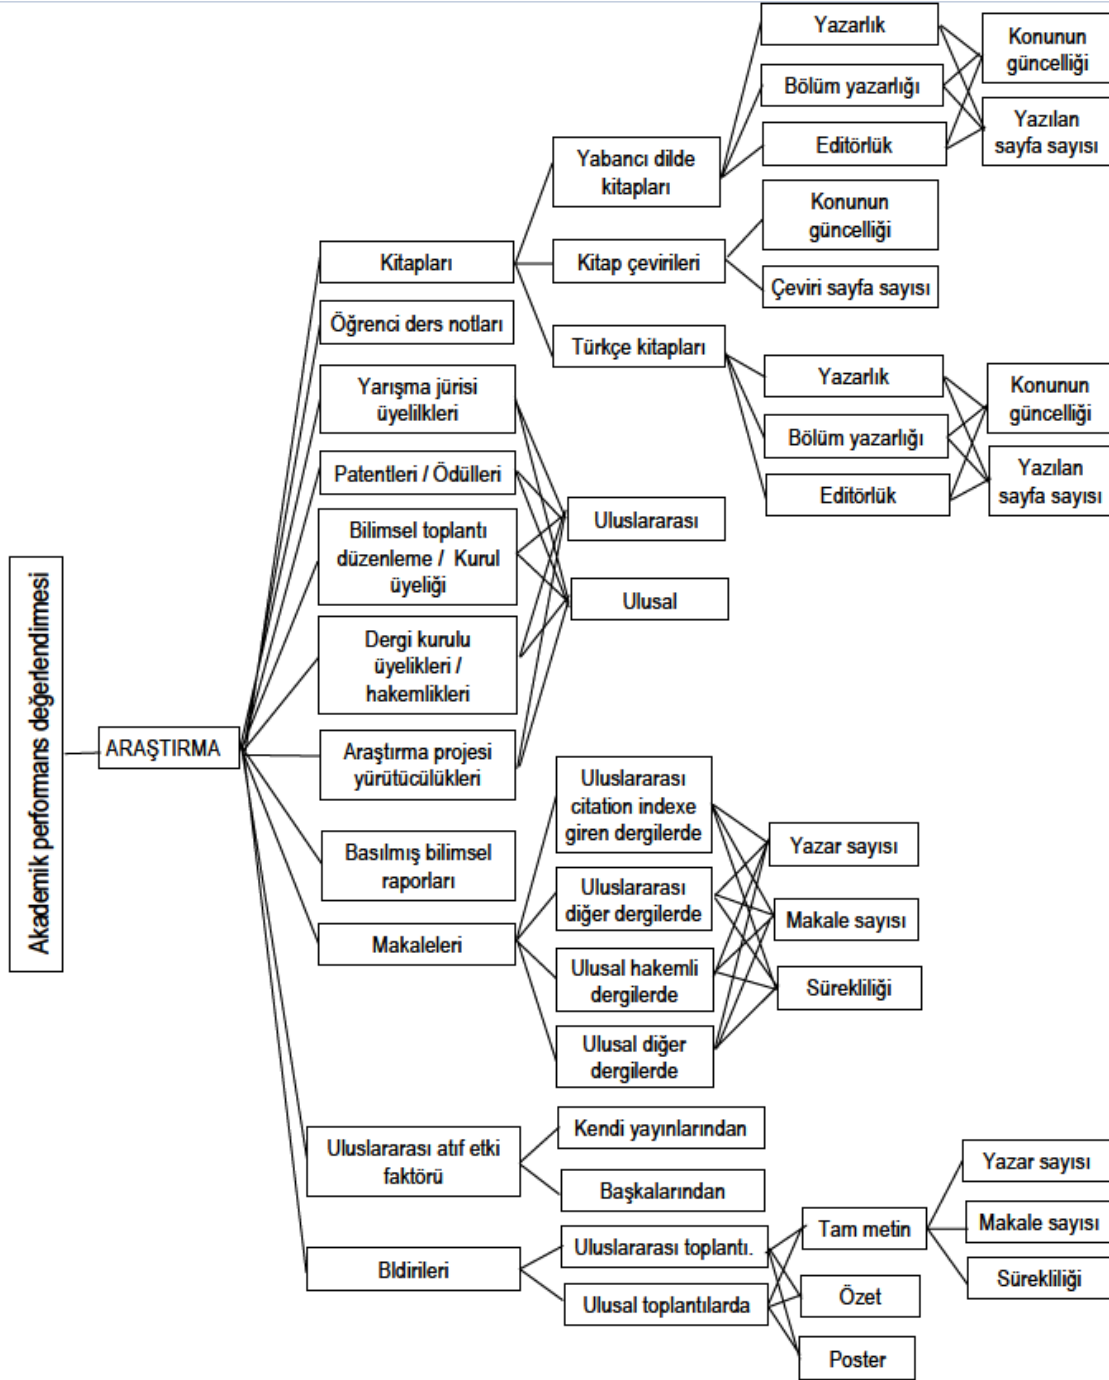 Akademik performans değerlendirmesi
ARAŞTIRMA
Kitapları
Öğrenci ders notları
Yarışma jürisi
üyelilkleri
Patentleri / Ödülleri
Bilimsel toplantı
düzenleme / Kurul
üyeliği
Dergi kurulu
üyelikleri /
hakemlikleri
Araştırma projesi
yürütücülükleri
Basılmış bilimsel
raporları
Makaleleri
Uluslararası atıf etki
faktörü
Bldirileri
Yabancı dilde
kitapları
Kitap çevirileri
Türkçe kitapları
Uluslararası
Ulusal
Uluslararası
citation indexe
giren dergilerde
Uluslararası
diğer dergilerde
Ulusal hakemli
dergilerde
Ulusal diğer
dergilerde
Kendi yayınlarından
Başkalarından
Uluslararası toplantı.
Ulusal toplantılarda
Yazarlık
Bölüm yazarlığı
Editörlük
Konunun
güncelliği
Çeviri sayfa sayısı
Yazarlık
Bölüm yazarlığı
Editörlük
Yazar sayısı
Makale sayısı
Sürekliliği
Tam metin
Özet
Poster
Konunun
güncelliği
Yazılan
sayfa sayısı
Konunun
güncelliği
Yazılan
sayfa sayısı
Yazar sayısı
Makale sayısı
Sürekliliği